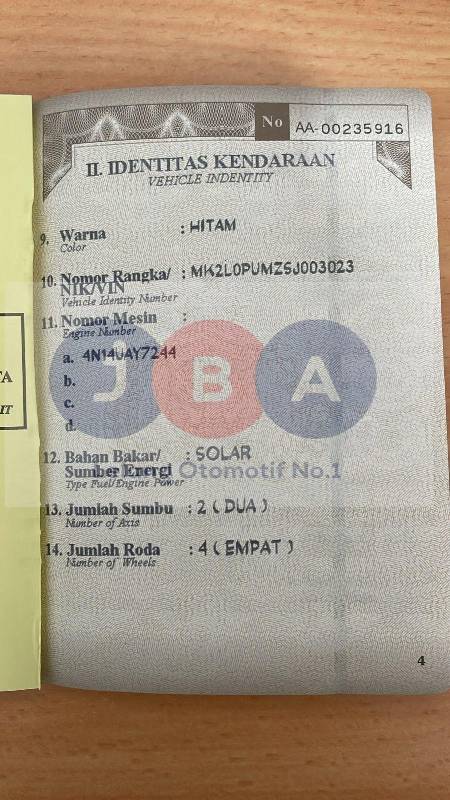 No AA-00235916
II. IDENTITAS KENDARAAN
VEHICLE INDENTITY
9. Warna : HITAM
Color
10. Nomor Rangka/ : MK2L0PUMZSJ003023
NIK/VIN
Vehicle Identity Number
11. Nomor Mesin :
Engine Number
a. 4N14UAY7244
b.
c.
d.
JBA
Otomotif No.1
12. Bahan Bakar/ : SOLAR
Sumber Energi
Type Fuel/Engine Power
13. Jumlah Sumbu : 2 ( DUA )
Number of Axis
14. Jumlah Roda : 4 ( EMPAT )
Number of Wheels
4
TA
IT